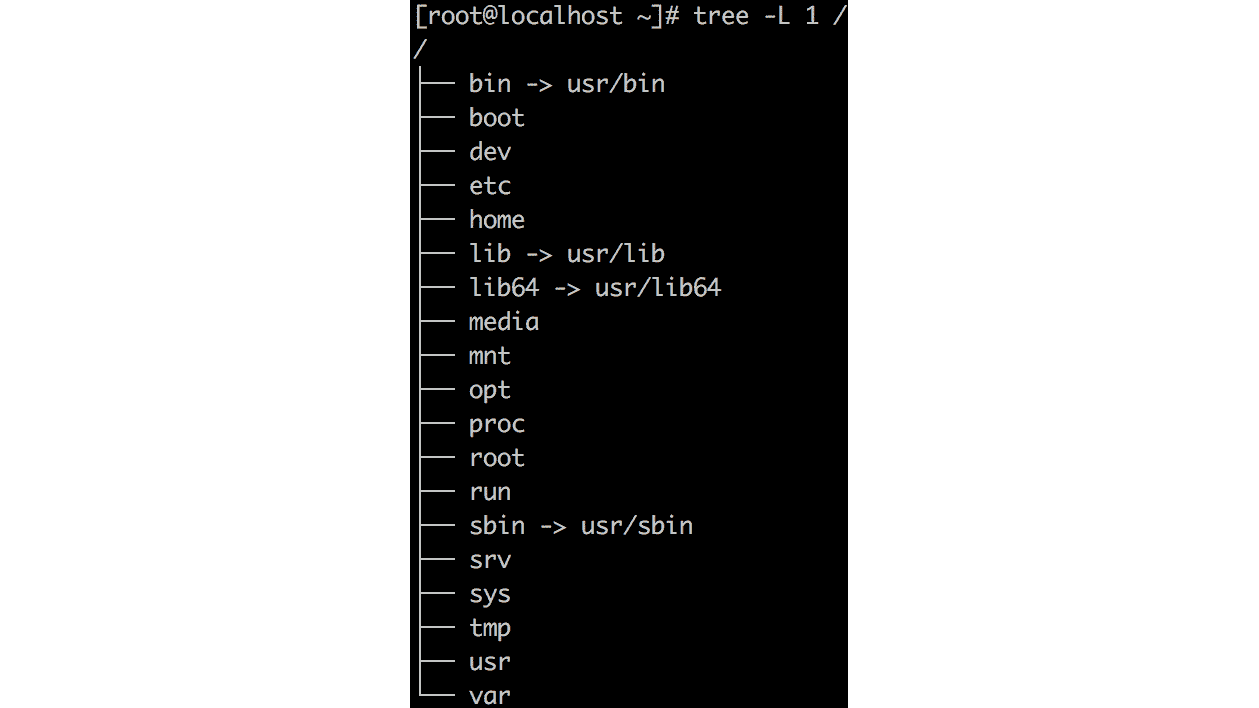 [root@localhost ~]# tree -L 1 /
/
├── bin -> usr/bin
├── boot
├── dev
├── etc
├── home
├── lib -> usr/lib
├── lib64 -> usr/lib64
├── media
├── mnt
├── opt
├── proc
├── root
├── run
├── sbin -> usr/sbin
├── srv
├── sys
├── tmp
├── usr
└── var